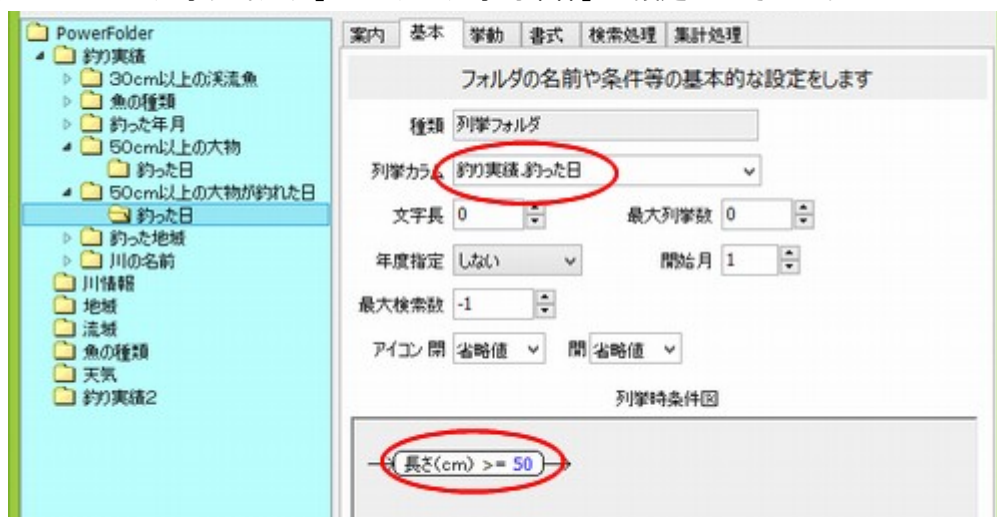 PowerFolder
釣り実績
30cm以上の渓流魚
魚の種類
釣った年月
50cm以上の大物
釣った日
50cm以上の大物が釣れた日
釣った日
釣った地域
川の名前
川情報
地域
流域
魚の種類
天気
釣り実績2
案内 基本 挙動 書式 検索処理 集計処理
フォルダの名前や条件等の基本的な設定をします
種類 列挙フォルダ
列挙カラム 釣り実績.釣った日
文字長 0 最大列挙数 0
年度指定 しない 開始月 1
最大検索数 -1
アイコン 閉 省略値 開 省略値
列挙時条件図
長さ(cm) >= 50